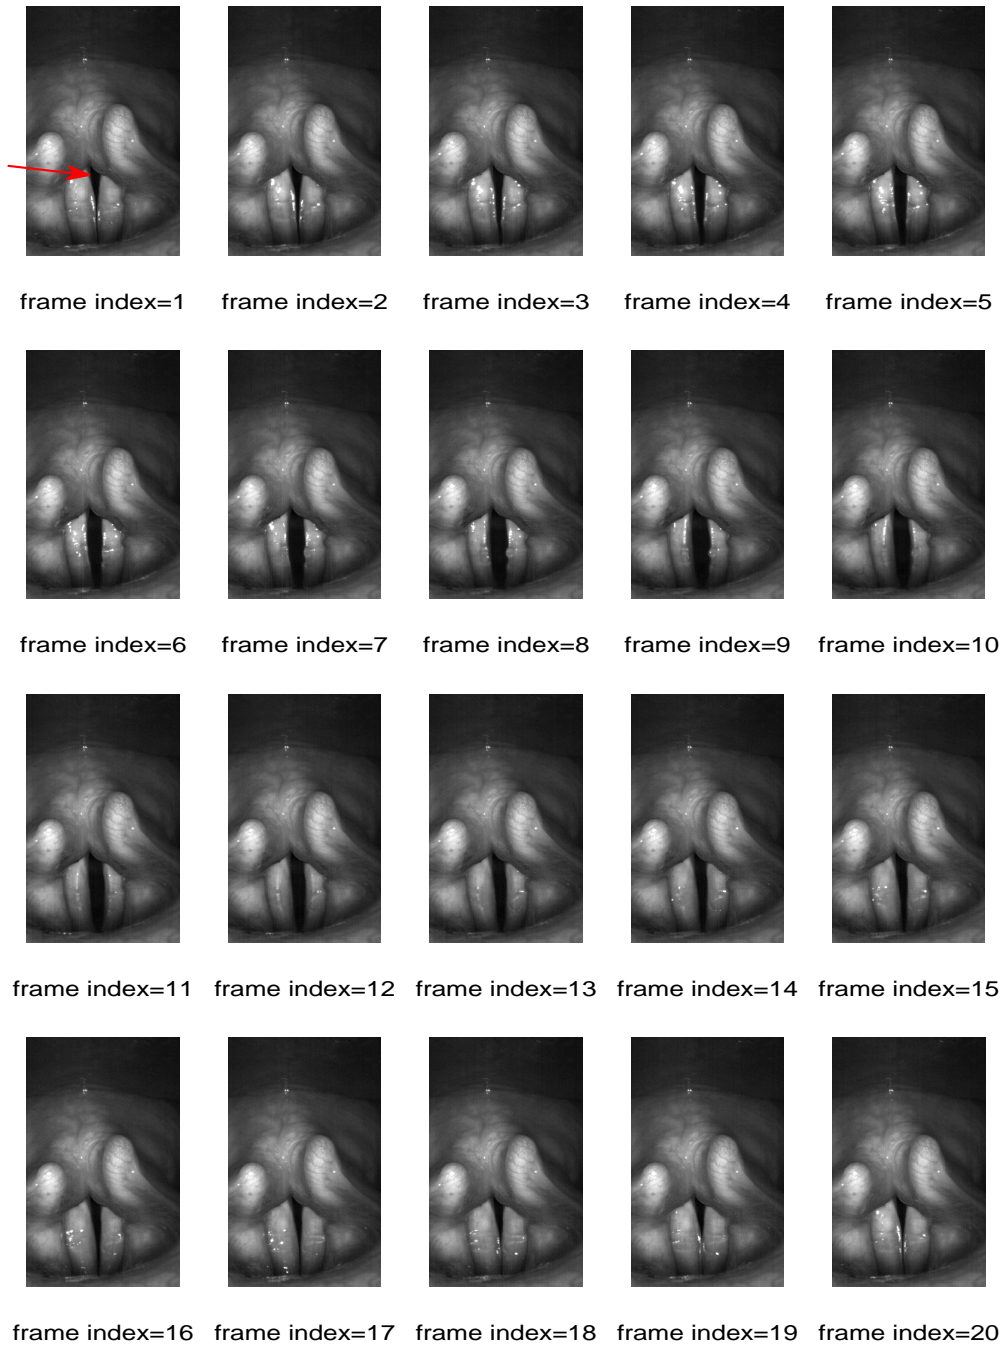 frame index=1 frame index=2 frame index=3 frame index=4 frame index=5
frame index=6 frame index=7 frame index=8 frame index=9 frame index=10
frame index=11 frame index=12 frame index=13 frame index=14 frame index=15
frame index=16 frame index=17 frame index=18 frame index=19 frame index=20